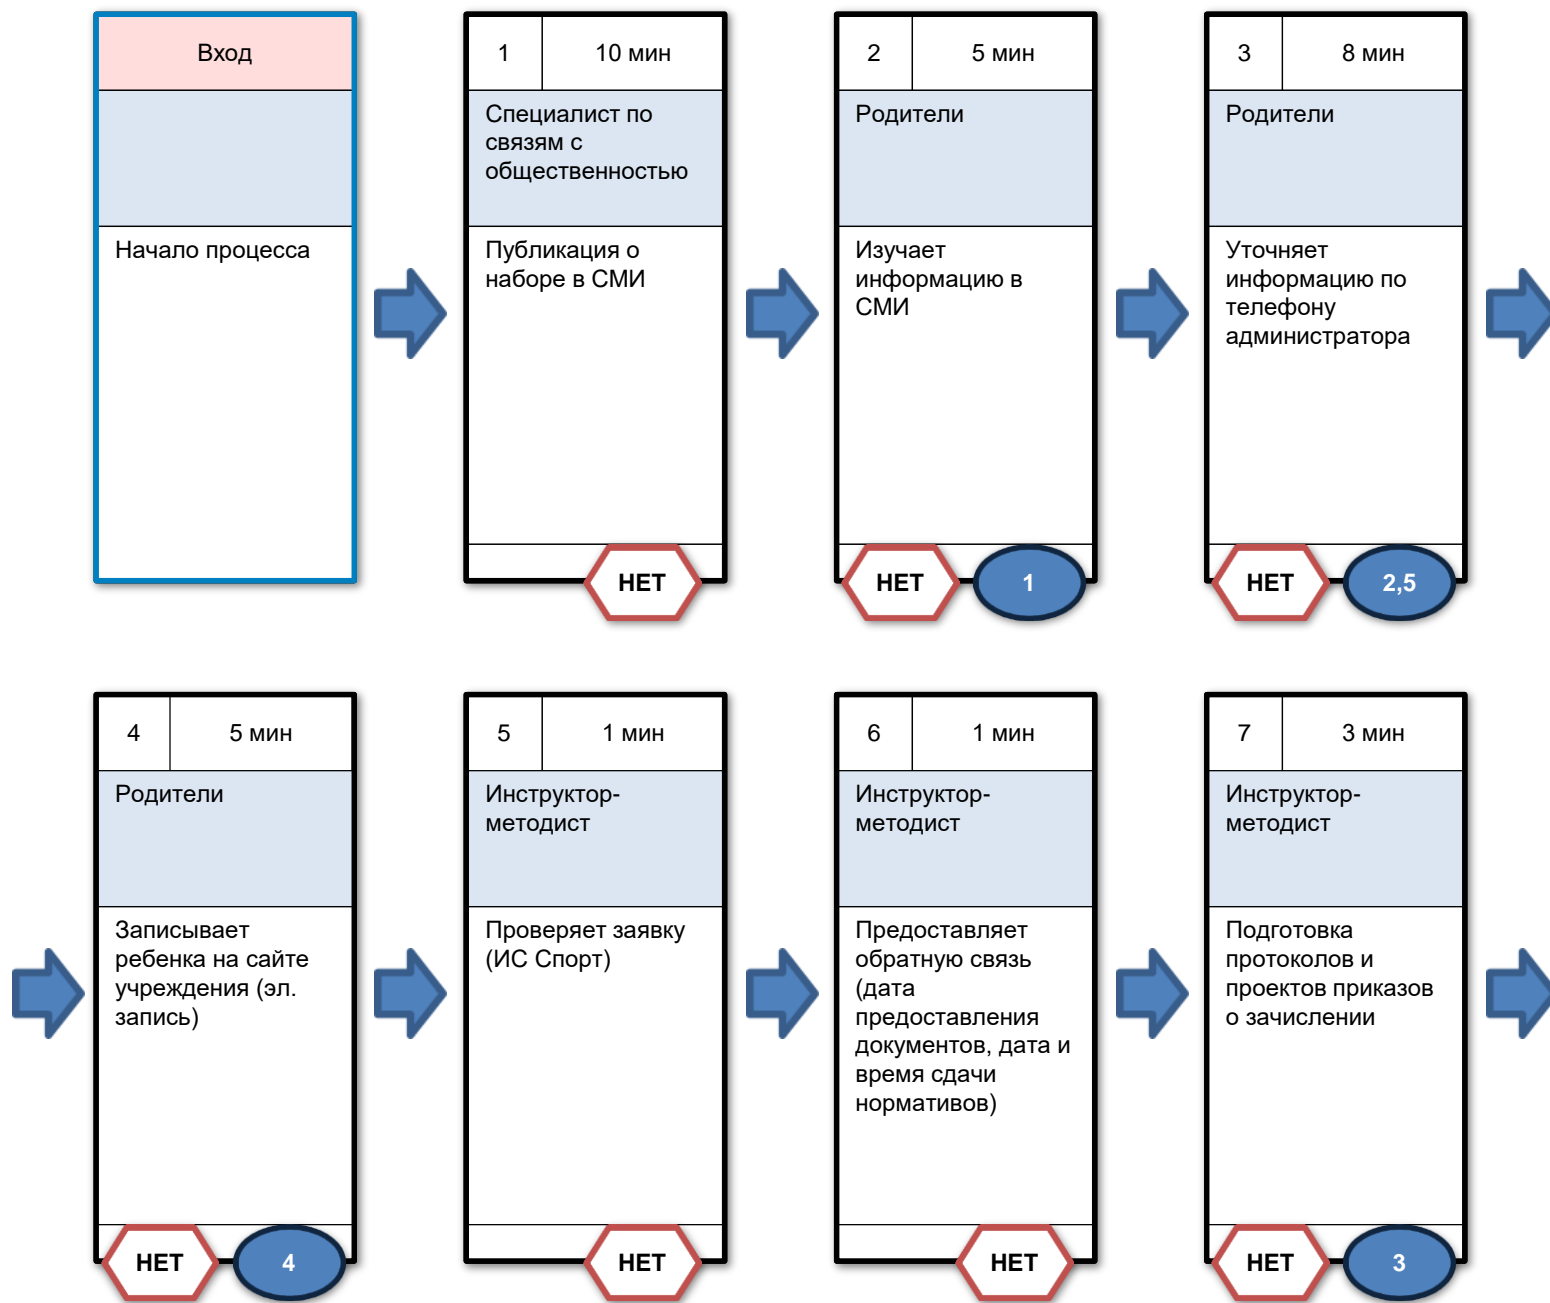 Вход
Начало процесса
1
10 мин
Специалист по
связям с
общественностью
Публикация о
наборе в СМИ
НЕТ
2
5 мин
Родители
Изучает
информацию в
СМИ
НЕТ
1
3
8 мин
Родители
Уточняет
информацию по
телефону
администратора
НЕТ
2,5
4
5 мин
Родители
Записывает
ребенка на сайте
учреждения (эл.
запись)
НЕТ
4
5
1 мин
Инструктор-
методист
Проверяет заявку
(ИС Спорт)
НЕТ
6
1 мин
Инструктор-
методист
Предоставляет
обратную связь
(дата
предоставления
документов, дата и
время сдачи
нормативов)
НЕТ
7
3 мин
Инструктор-
методист
Подготовка
протоколов и
проектов приказов
о зачислении
НЕТ
3